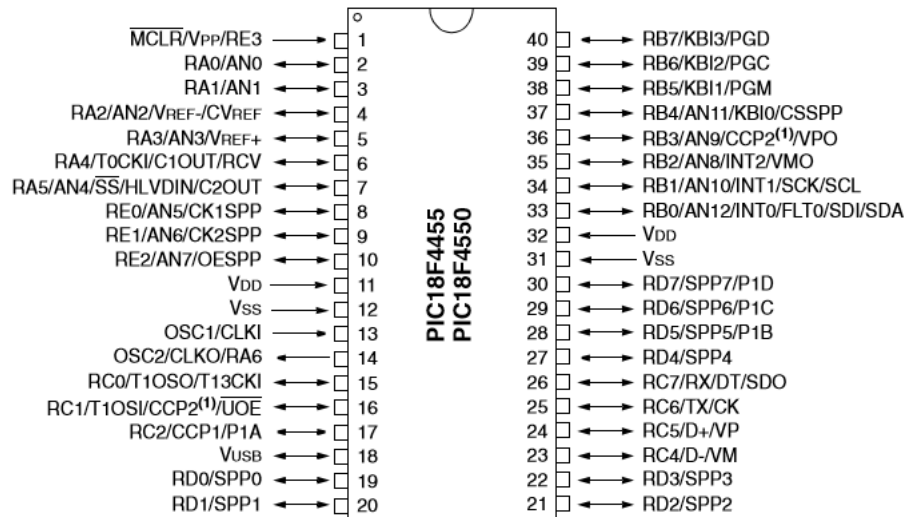 MCLR/VPP/RE3 1
RA0/AN0 2
RA1/AN1 3
RA2/AN2/VREF-/CVREF 4
RA3/AN3/VREF+ 5
RA4/T0CKI/C1OUT/RCV 6
RA5/AN4/SS/HLVDIN/C2OUT 7
RE0/AN5/CK1SPP 8
RE1/AN6/CK2SPP 9
RE2/AN7/OESPP 10
VDD 11
VSS 12
OSC1/CLKI 13
OSC2/CLKO/RA6 14
RC0/T1OSO/T13CKI 15
RC1/T1OSI/CCP2(1)/UOE 16
RC2/CCP1/P1A 17
VUSB 18
RD0/SPP0 19
RD1/SPP1 20
PIC18F4455
PIC18F4550
40 RB7/KBI3/PGD
39 RB6/KBI2/PGC
38 RB5/KBI1/PGM
37 RB4/AN11/KBI0/CSSPP
36 RB3/AN9/CCP2(1)/VPO
35 RB2/AN8/INT2/VMO
34 RB1/AN10/INT1/SCK/SCL
33 RB0/AN12/INT0/FLT0/SDI/SDA
32 VDD
31 VSS
30 RD7/SPP7/P1D
29 RD6/SPP6/P1C
28 RD5/SPP5/P1B
27 RD4/SPP4
26 RC7/RX/DT/SDO
25 RC6/TX/CK
24 RC5/D+/VP
23 RC4/D-/VM
22 RD3/SPP3
21 RD2/SPP2